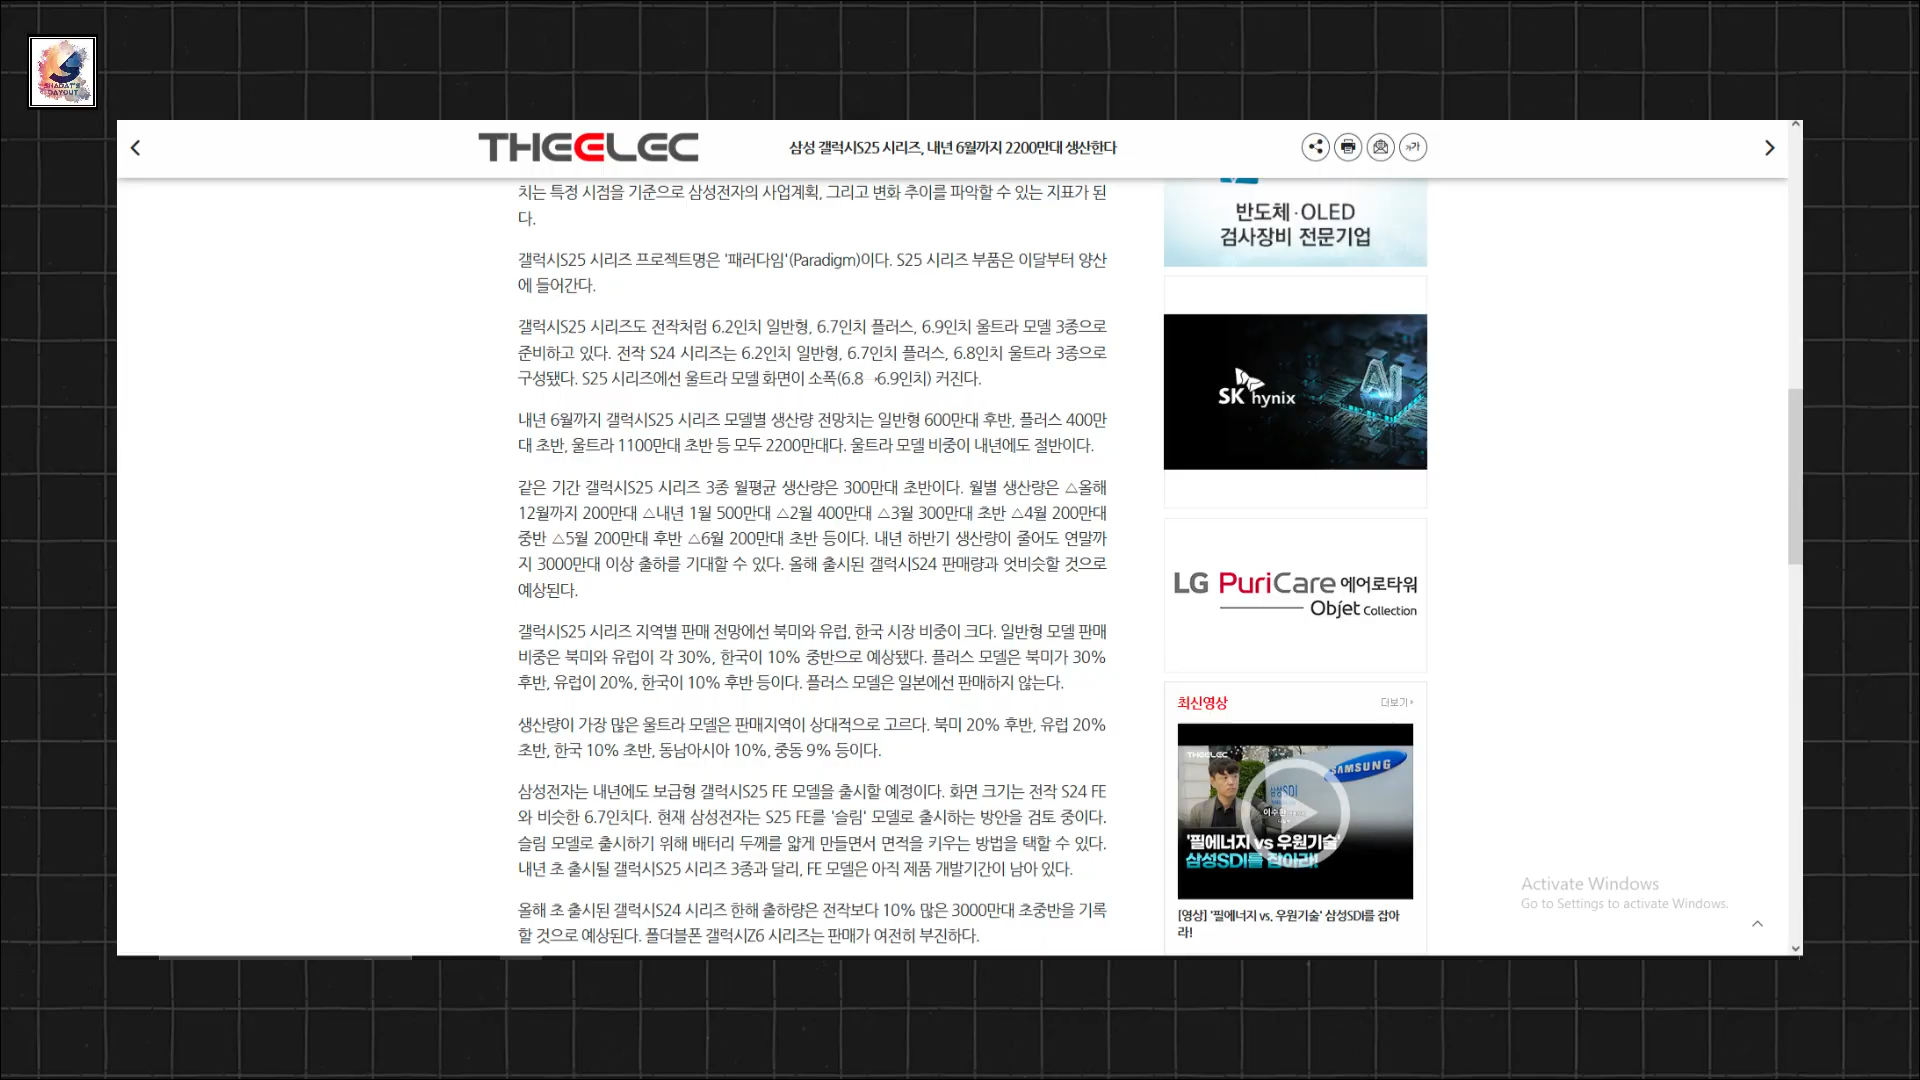 SHADAT'S
DAYOUT
THEELEC
삼성 갤럭시S25 시리즈, 내년 6월까지 2200만대 생산한다
가가
치는 특정 시점을 기준으로 삼성전자의 사업계획, 그리고 변화 추이를 파악할 수 있는 지표가 된
다.
갤럭시S25 시리즈 프로젝트명은 '패러다임'(Paradigm)이다. S25 시리즈 부품은 이달부터 양산
에 들어간다.
갤럭시S25 시리즈도 전작처럼 6.2인치 일반형, 6.7인치 플러스, 6.9인치 울트라 모델 3종으로
준비하고 있다. 전작 S24 시리즈는 6.2인치 일반형, 6.7인치 플러스, 6.8인치 울트라 3종으로
구성됐다. S25 시리즈에선 울트라 모델 화면이 소폭(6.8→6.9인치) 커진다.
내년 6월까지 갤럭시S25 시리즈 모델별 생산량 전망치는 일반형 600만대 후반, 플러스 400만
대 초반, 울트라 1100만대 초반 등 모두 2200만대다. 울트라 모델 비중이 내년에도 절반이다.
같은 기간 갤럭시S25 시리즈 3종 월평균 생산량은 300만대 초반이다. 월별 생산량은 △올해
12월까지 200만대 △내년 1월 500만대 △2월 400만대 △3월 300만대 초반 △4월 200만대
중반 △5월 200만대 후반 △6월 200만대 초반 등이다. 내년 하반기 생산량이 줄어도 연말까
지 3000만대 이상 출하를 기대할 수 있다. 올해 출시된 갤럭시S24 판매량과 엇비슷할 것으로
예상된다.
갤럭시S25 시리즈 지역별 판매 전망에선 북미와 유럽, 한국 시장 비중이 크다. 일반형 모델 판매
비중은 북미와 유럽이 각 30%, 한국이 10% 중반으로 예상됐다. 플러스 모델은 북미가 30%
후반, 유럽이 20%, 한국이 10% 후반 등이다. 플러스 모델은 일본에선 판매하지 않는다.
생산량이 가장 많은 울트라 모델은 판매지역이 상대적으로 고르다. 북미 20% 후반, 유럽 20%
초반, 한국 10% 초반, 동남아시아 10%, 중동 9% 등이다.
삼성전자는 내년에도 보급형 갤럭시S25 FE 모델을 출시할 예정이다. 화면 크기는 전작 S24 FE
와 비슷한 6.7인치다. 현재 삼성전자는 S25 FE를 '슬림' 모델로 출시하는 방안을 검토 중이다.
슬림 모델로 출시하기 위해 배터리 두께를 얇게 만들면서 면적을 키우는 방법을 택할 수 있다.
내년 초 출시될 갤럭시S25 시리즈 3종과 달리, FE 모델은 아직 제품 개발기간이 남아 있다.
올해 초 출시된 갤럭시S24 시리즈 한해 출하량은 전작보다 10% 많은 3000만대 초중반을 기록
할 것으로 예상된다. 폴더블폰 갤럭시Z6 시리즈는 판매가 여전히 부진하다.
반도체·OLED
검사장비 전문기업
SK hynix
AI
LG PuriCare 에어로타워
Objet Collection
최신영상
더보기
THEELEC
SAMSUNG
삼성SDI
이수환
'필에너지 vs 우원기술'
삼성SDI를 잡아라!
[영상] '필에너지 vs. 우원기술' 삼성SDI를 잡아
라!
Activate Windows
Go to Settings to activate Windows.